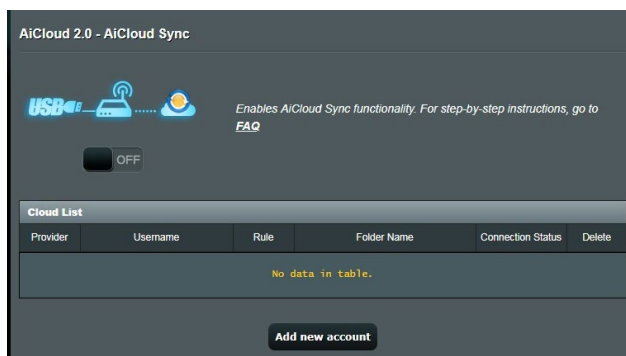 AiCloud 2.0 - AiCloud Sync
USB
Enables AiCloud Sync functionality. For step-by-step instructions, go to
FAQ
OFF
Cloud List
Provider Username Rule Folder Name Connection Status Delete
No data in table.
Add new account